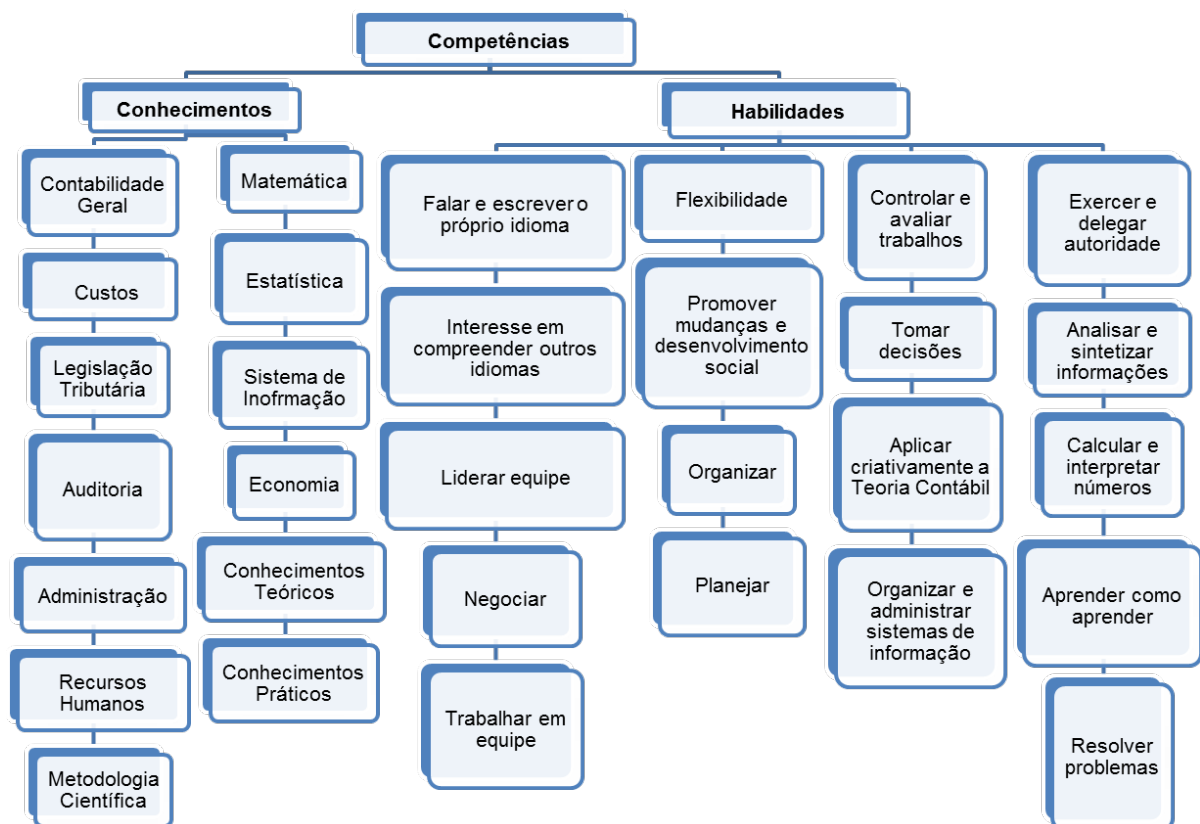 Competências
Conhecimentos
Habilidades
Contabilidade
Geral
Custos
Legislação
Tributária
Auditoria
Administração
Recursos
Humanos
Metodologia
Científica
Matemática
Estatística
Sistema de
Inofrmação
Economia
Conhecimentos
Teóricos
Conhecimentos
Práticos
Falar e escrever o
próprio idioma
Interesse em
compreender outros
idiomas
Liderar equipe
Negociar
Trabalhar em
equipe
Flexibilidade
Promover
mudanças e
desenvolvimento
social
Organizar
Planejar
Controlar e
avaliar
trabalhos
Tomar
decisões
Aplicar
criativamente a
Teoria Contábil
Organizar e
administrar
sistemas de
informação
Exercer e
delegar
autoridade
Analisar e
sintetizar
informações
Calcular e
interpretar
números
Aprender como
aprender
Resolver
problemas